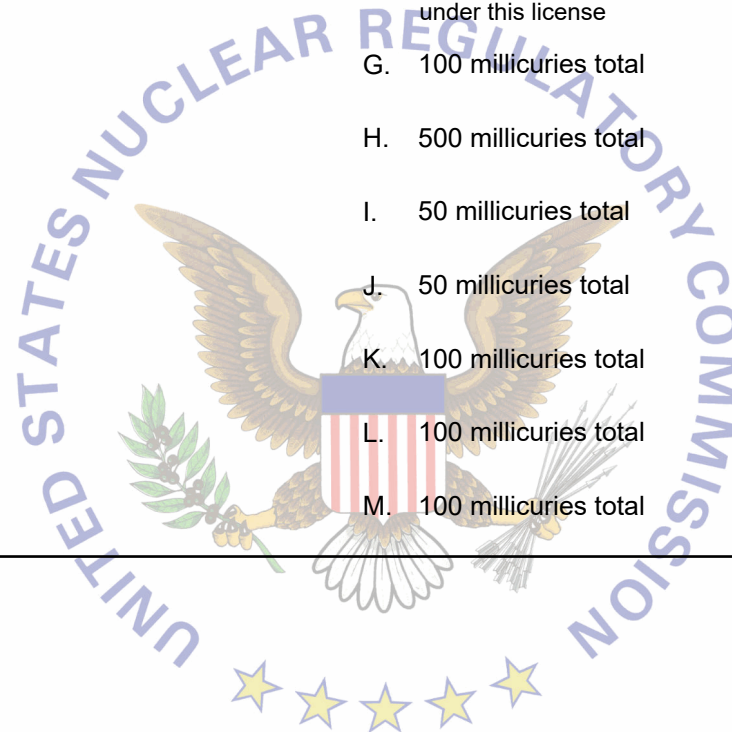 under this license
G. 100 millicuries total
H. 500 millicuries total
I. 50 millicuries total
J. 50 millicuries total
K. 100 millicuries total
L. 100 millicuries total
M. 100 millicuries total
UNITED STATES NUCLEAR REGULATORY COMMISSION